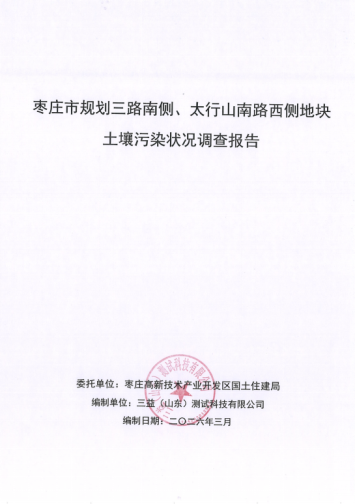 枣庄市规划三路南侧、太行山南路西侧地块
土壤污染状况调查报告
委托单位：枣庄高新技术产业开发区国土住建局
编制单位：三益（山东）测试科技有限公司
编制日期：二〇二六年三月